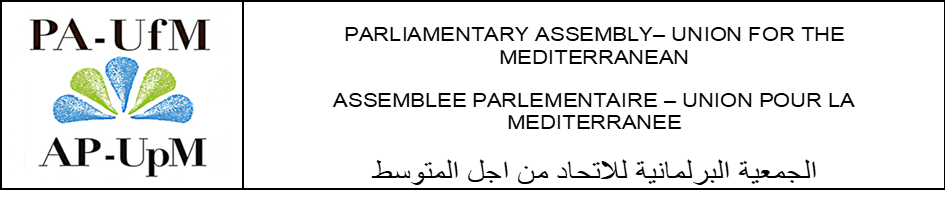 PA-UfM
AP-UpM
PARLIAMENTARY ASSEMBLY– UNION FOR THE
MEDITERRANEAN
ASSEMBLEE PARLEMENTAIRE – UNION POUR LA
MEDITERRANEE
الجمعية البرلمانية للاتحاد من اجل المتوسط